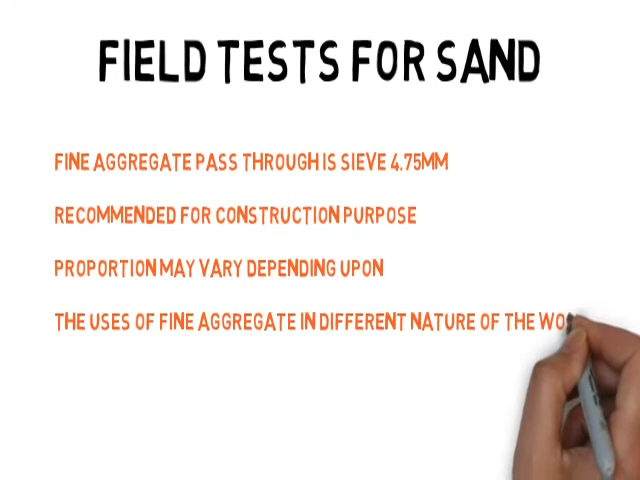 FIELD TESTS FOR SAND
FINE AGGREGATE PASS THROUGH IS SIEVE 4.75MM
RECOMMENDED FOR CONSTRUCTION PURPOSE
PROPORTION MAY VARY DEPENDING UPON
THE USES OF FINE AGGREGATE IN DIFFERENT NATURE OF THE WO